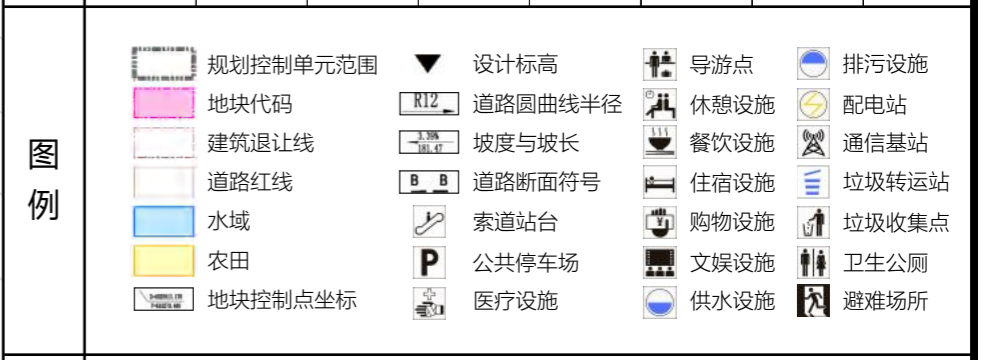 图例
规划控制单元范围
地块代码
建筑退让线
道路红线
水域
农田
地块控制点坐标
设计标高
R12 道路圆曲线半径
3.39%
181.47
坡度与坡长
B B 道路断面符号
索道站台
P 公共停车场
医疗设施
导游点
休憩设施
餐饮设施
住宿设施
¥ 购物设施
文娱设施
供水设施
排污设施
配电站
通信基站
垃圾转运站
垃圾收集点
卫生公厕
避难场所